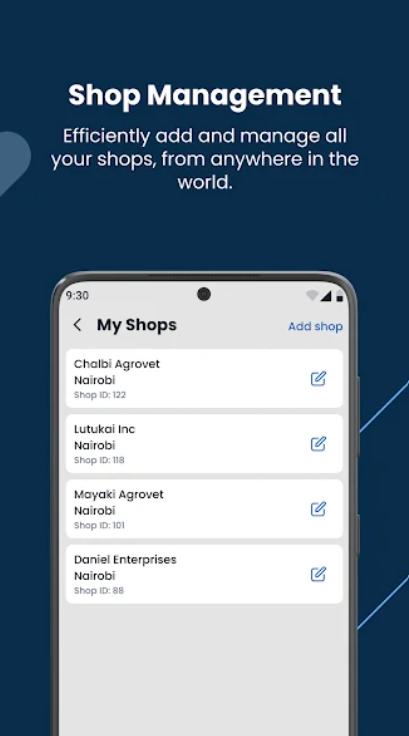 Shop Management
Efficiently add and manage all
your shops, from anywhere in the
world.
9:30
My Shops
Add shop
Chalbi Agrovet
Nairobi
Shop ID: 122
Lutukai Inc
Nairobi
Shop ID: 118
Mayaki Agrovet
Nairobi
Shop ID: 101
Daniel Enterprises
Nairobi
Shop ID: 88